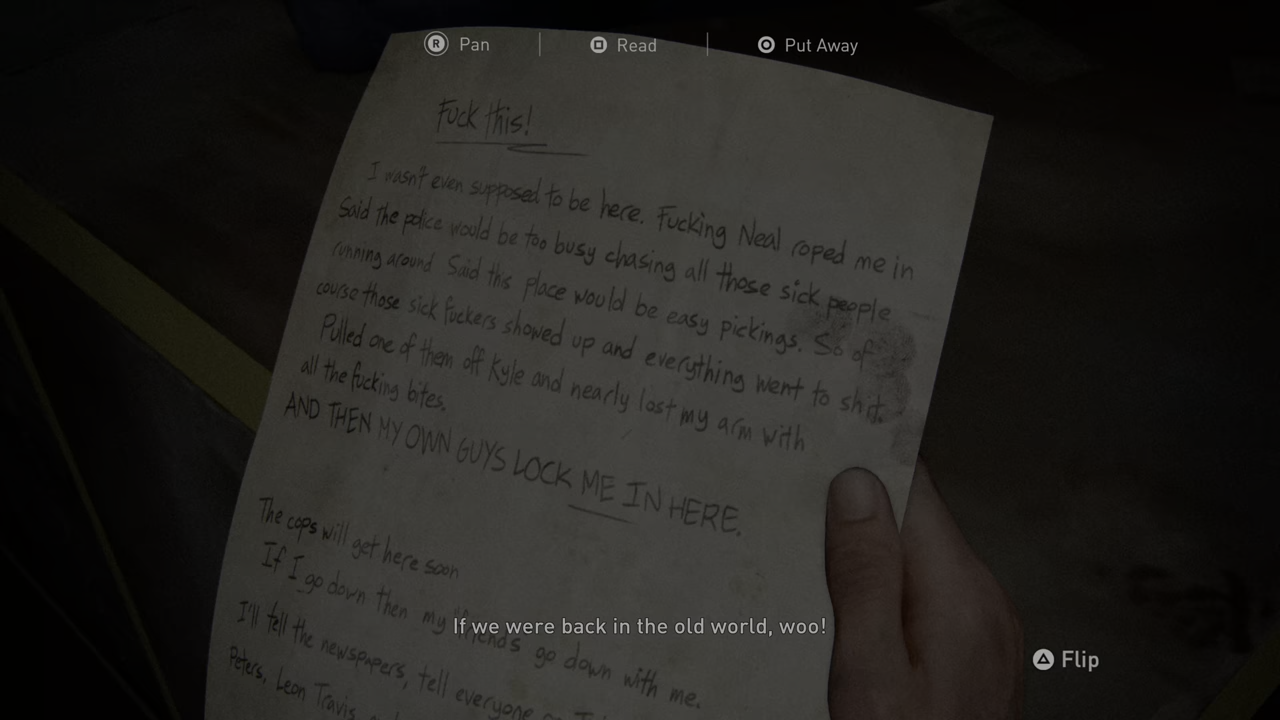 R Pan | Read | Put Away
Fuck this!
I wasn't even supposed to be here. Fucking Neal roped me in
Said the police would be too busy chasing all those sick people
running around Said this place would be easy pickings. So of
course those sick fuckers showed up and everything went to shit.
Pulled one of them off Kyle and nearly lost my arm with
all the fucking bites.
AND THEN MY OWN GUYS LOCK ME IN HERE.
The cops will get here soon
If I go down then my "friends go down with me.
I'll tell the newspapers, tell everyone
Peters, Leon Travis
If we were back in the old world, woo!
Flip